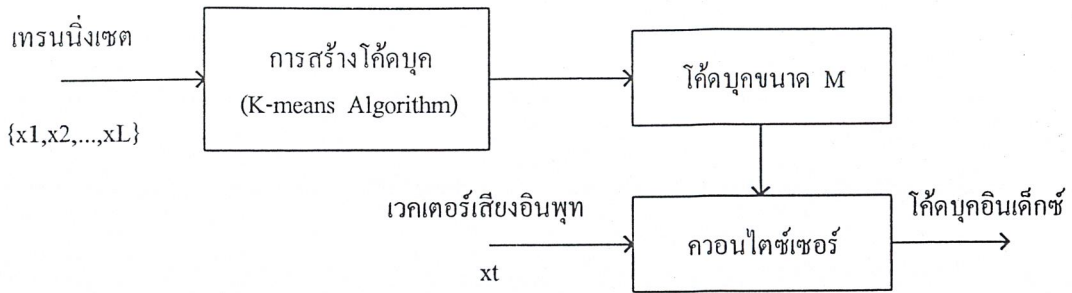 เทรนนิ่งเซต
{x1,x2,...,xL}
การสร้างโค้ดบุค
(K-means Algorithm)
โค้ดบุคขนาด M
เวคเตอร์เสียงอินพุท
xt
ควอนไตซ์เซอร์
โค้ดบุคอินเด็กซ์